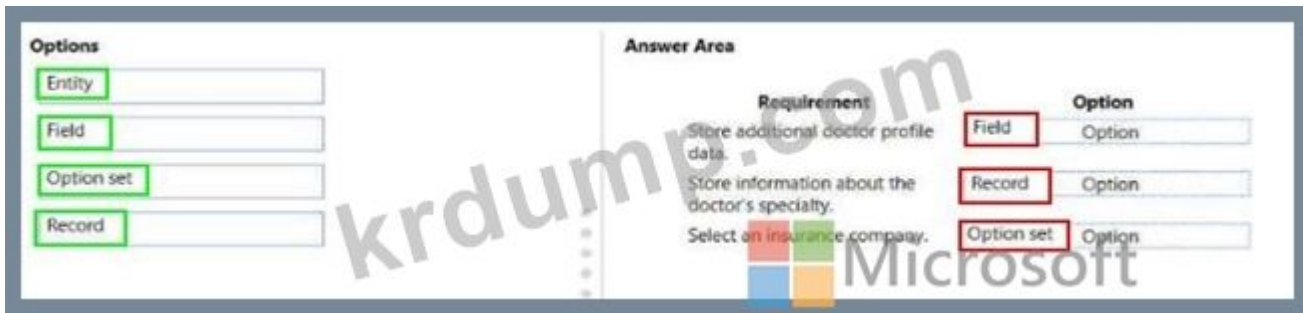 Options
Entity
Field
Option set
Record
Answer Area
Requirement Option
Store additional doctor profile Field Option
data.
Store information about the Record Option
doctor's specialty.
Select an insurance company. Option set Option
krdump.com
Microsoft